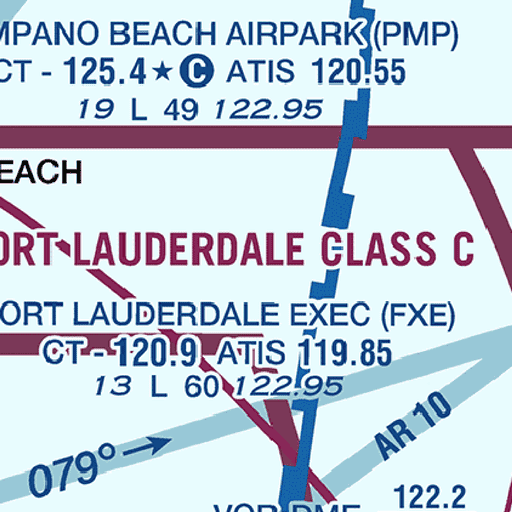 MPANO BEACH AIRPARK (PMP)
CT - 125.4 ★ C ATIS 120.55
19 L 49 122.95
EACH
ORT LAUDERDALE CLASS C
ORT LAUDERDALE EXEC (FXE)
CT - 120.9 ATIS 119.85
13 L 60 122.95
AR 10
079°
122.2
VOR-DME